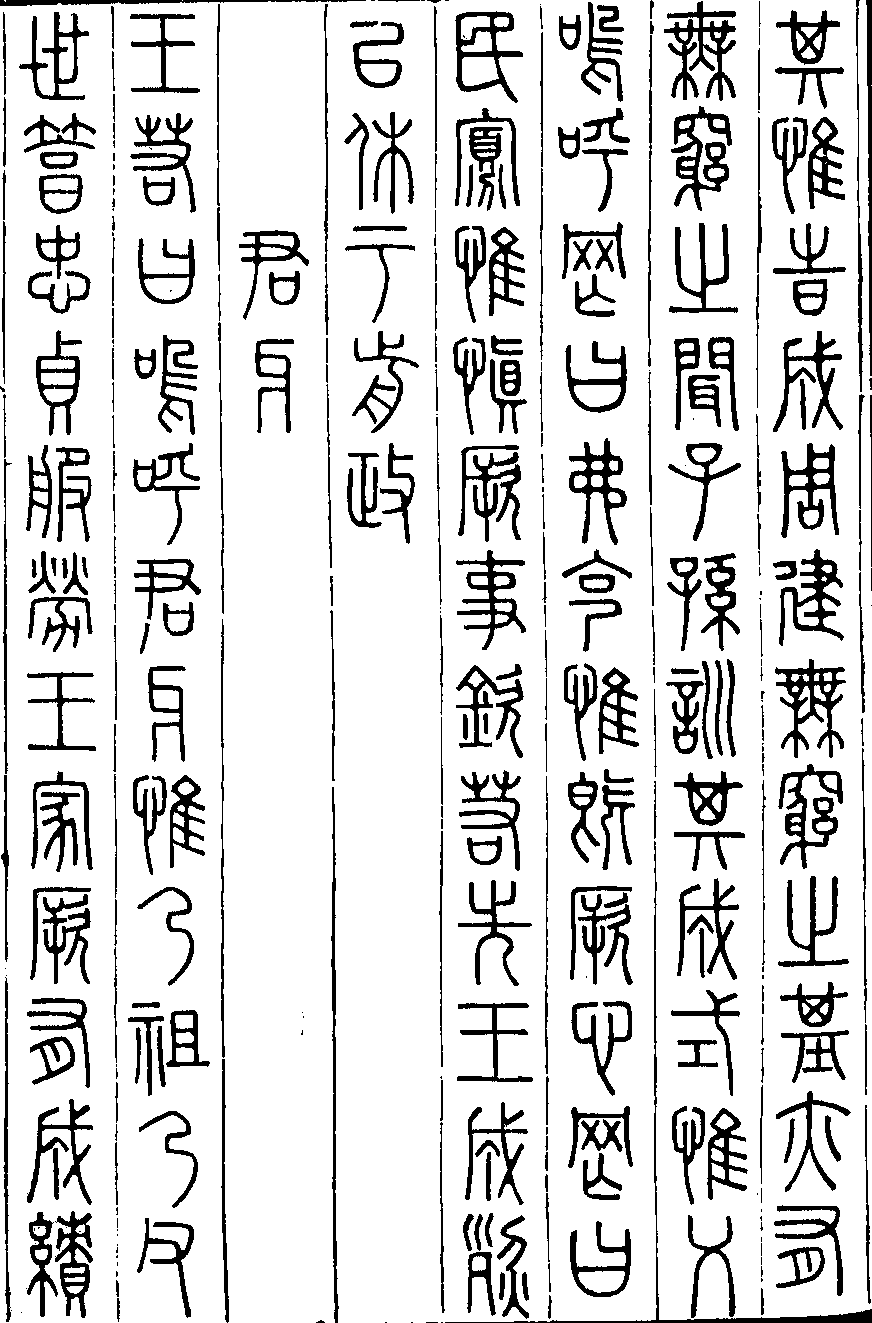 其惟時成周建無窮之基亦有
無窮之聞子孫訓其成式惟乂
嗚呼罔曰弗克惟既厥心罔曰
民寡惟慎厥事欽若先王成烈
以休于前政
君牙
王若曰嗚呼君牙惟乃祖乃父
世篤忠貞服勞王家厥有成績